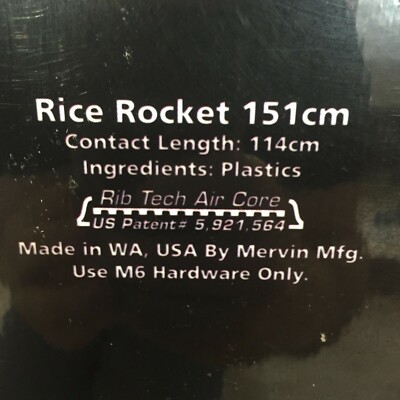 Rice Rocket 151cm
Contact Length: 114cm
Ingredients: Plastics
Rib Tech Air Core
US Patent# 5,921,564
Made in WA, USA By Mervin Mfg.
Use M6 Hardware Only.